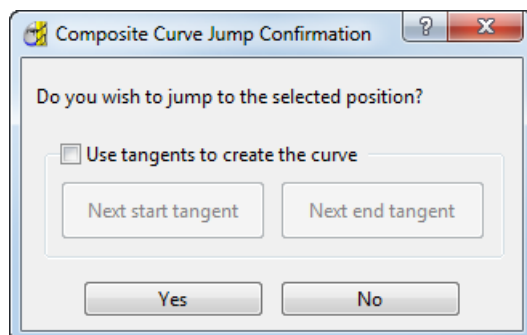 Composite Curve Jump Confirmation
?
Do you wish to jump to the selected position?
Use tangents to create the curve
Next start tangent Next end tangent
Yes No